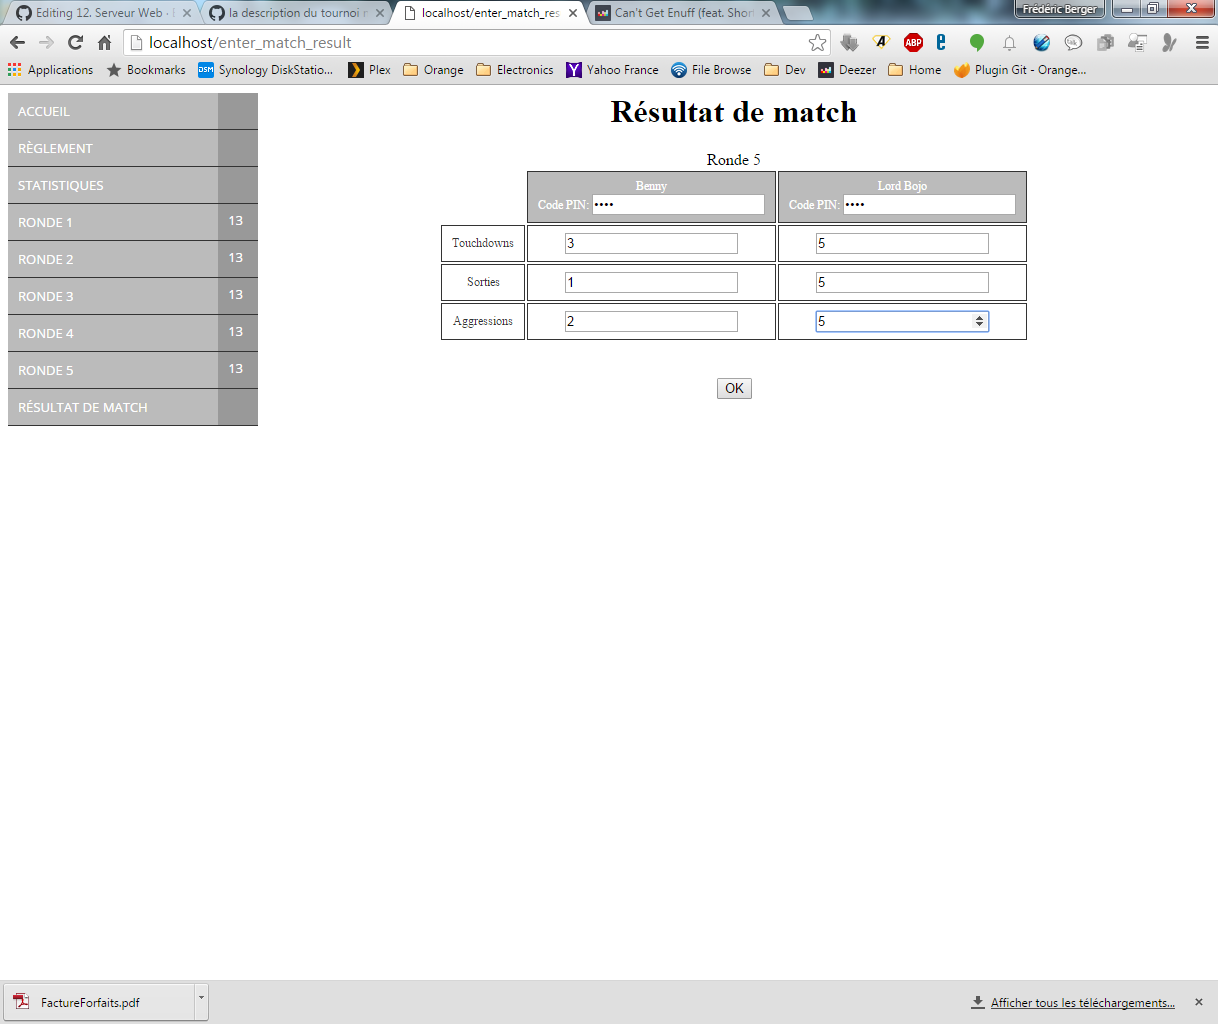 Editing 12. Serveur Web · E
la description du tournoi n
localhost/enter_match_res
Can't Get Enuff (feat. Short
Frédéric Berger
localhost/enter_match_result
ABP
Applications
Bookmarks
DSM Synology DiskStatio...
Plex
Orange
Electronics
Yahoo France
File Browse
Dev
Deezer
Home
Plugin Git - Orange...
ACCUEIL
RÈGLEMENT
STATISTIQUES
RONDE 1 13
RONDE 2 13
RONDE 3 13
RONDE 4 13
RONDE 5 13
RÉSULTAT DE MATCH
Résultat de match
Ronde 5
Benny
Code PIN: ••••
Lord Bojo
Code PIN: ••••
Touchdowns 3 5
Sorties 1 5
Aggressions 2 5
OK
FactureForfaits.pdf
Afficher tous les téléchargements...